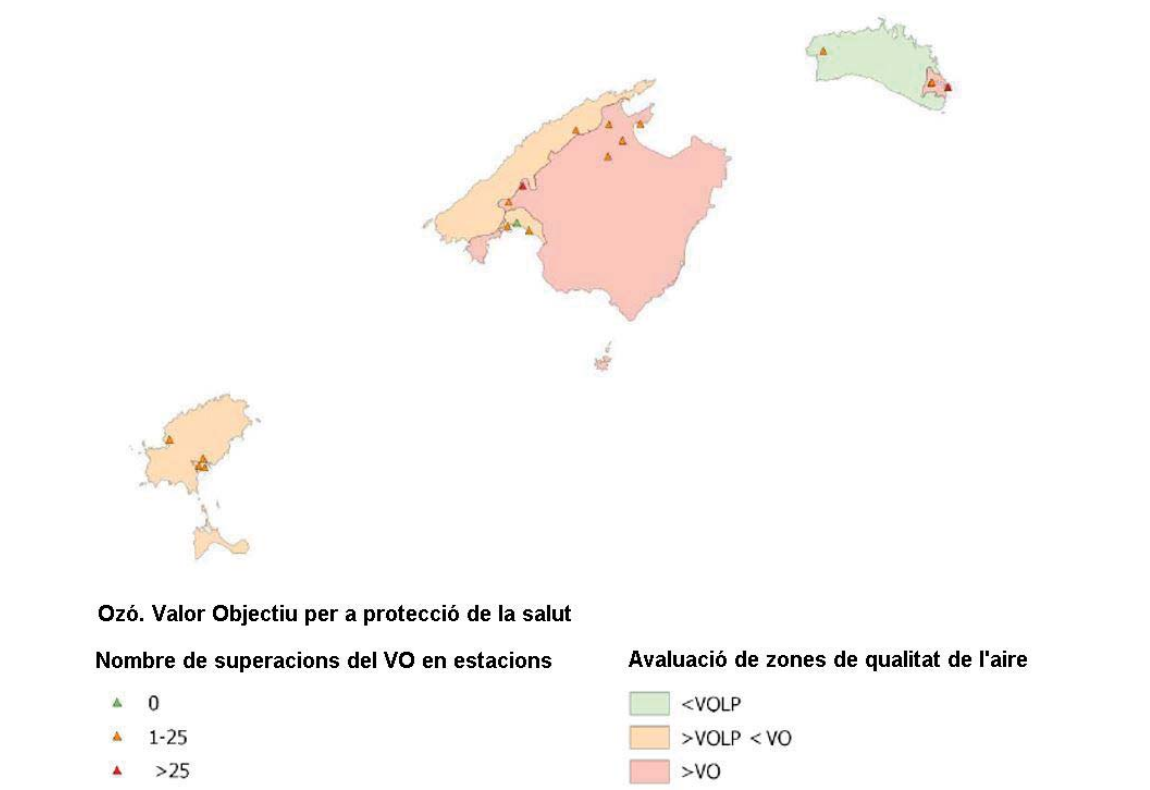 Ozó. Valor Objectiu per a protecció de la salut
Nombre de superacions del VO en estacions
0
1-25
>25
Avaluació de zones de qualitat de l'aire
<VOLP
>VOLP < VO
>VO